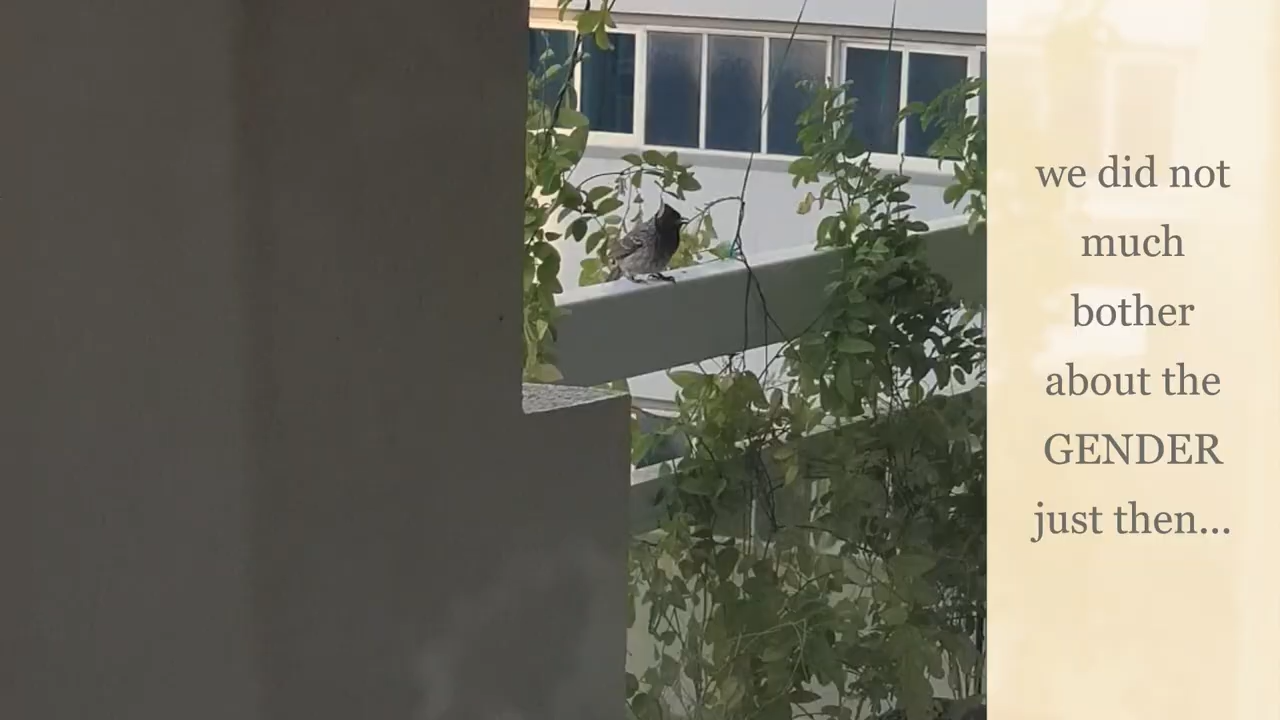 we did not
much
bother
about the
GENDER
just then...